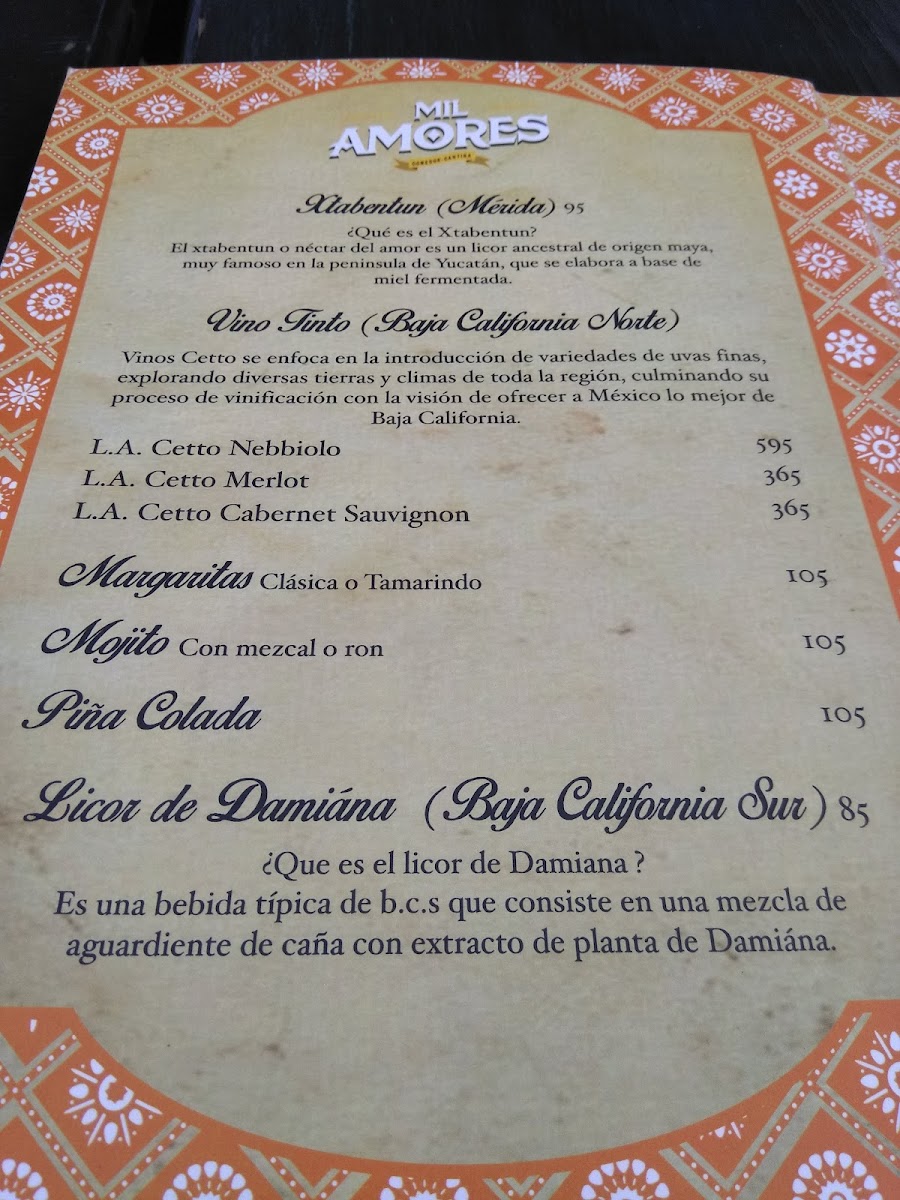 MIL
AMORES
COMEDOR-CANTINA
Xtabentun (Mérida) 95
¿Qué es el Xtabentun?
El xtabentun o néctar del amor es un licor ancestral de origen maya,
muy famoso en la peninsula de Yucatán, que se elabora a base de
miel fermentada.
Vino Tinto (Baja California Norte)
Vinos Cetto se enfoca en la introducción de variedades de uvas finas,
explorando diversas tierras y climas de toda la región, culminando su
proceso de vinificación con la visión de ofrecer a México lo mejor de
Baja California.
L.A. Cetto Nebbiolo 595
L.A. Cetto Merlot 365
L.A. Cetto Cabernet Sauvignon 365
Margaritas Clásica o Tamarindo 105
Mojito Con mezcal o ron 105
Piña Colada 105
Licor de Damiána (Baja California Sur) 85
¿Que es el licor de Damiana ?
Es una bebida típica de b.c.s que consiste en una mezcla de
aguardiente de caña con extracto de planta de Damiána.